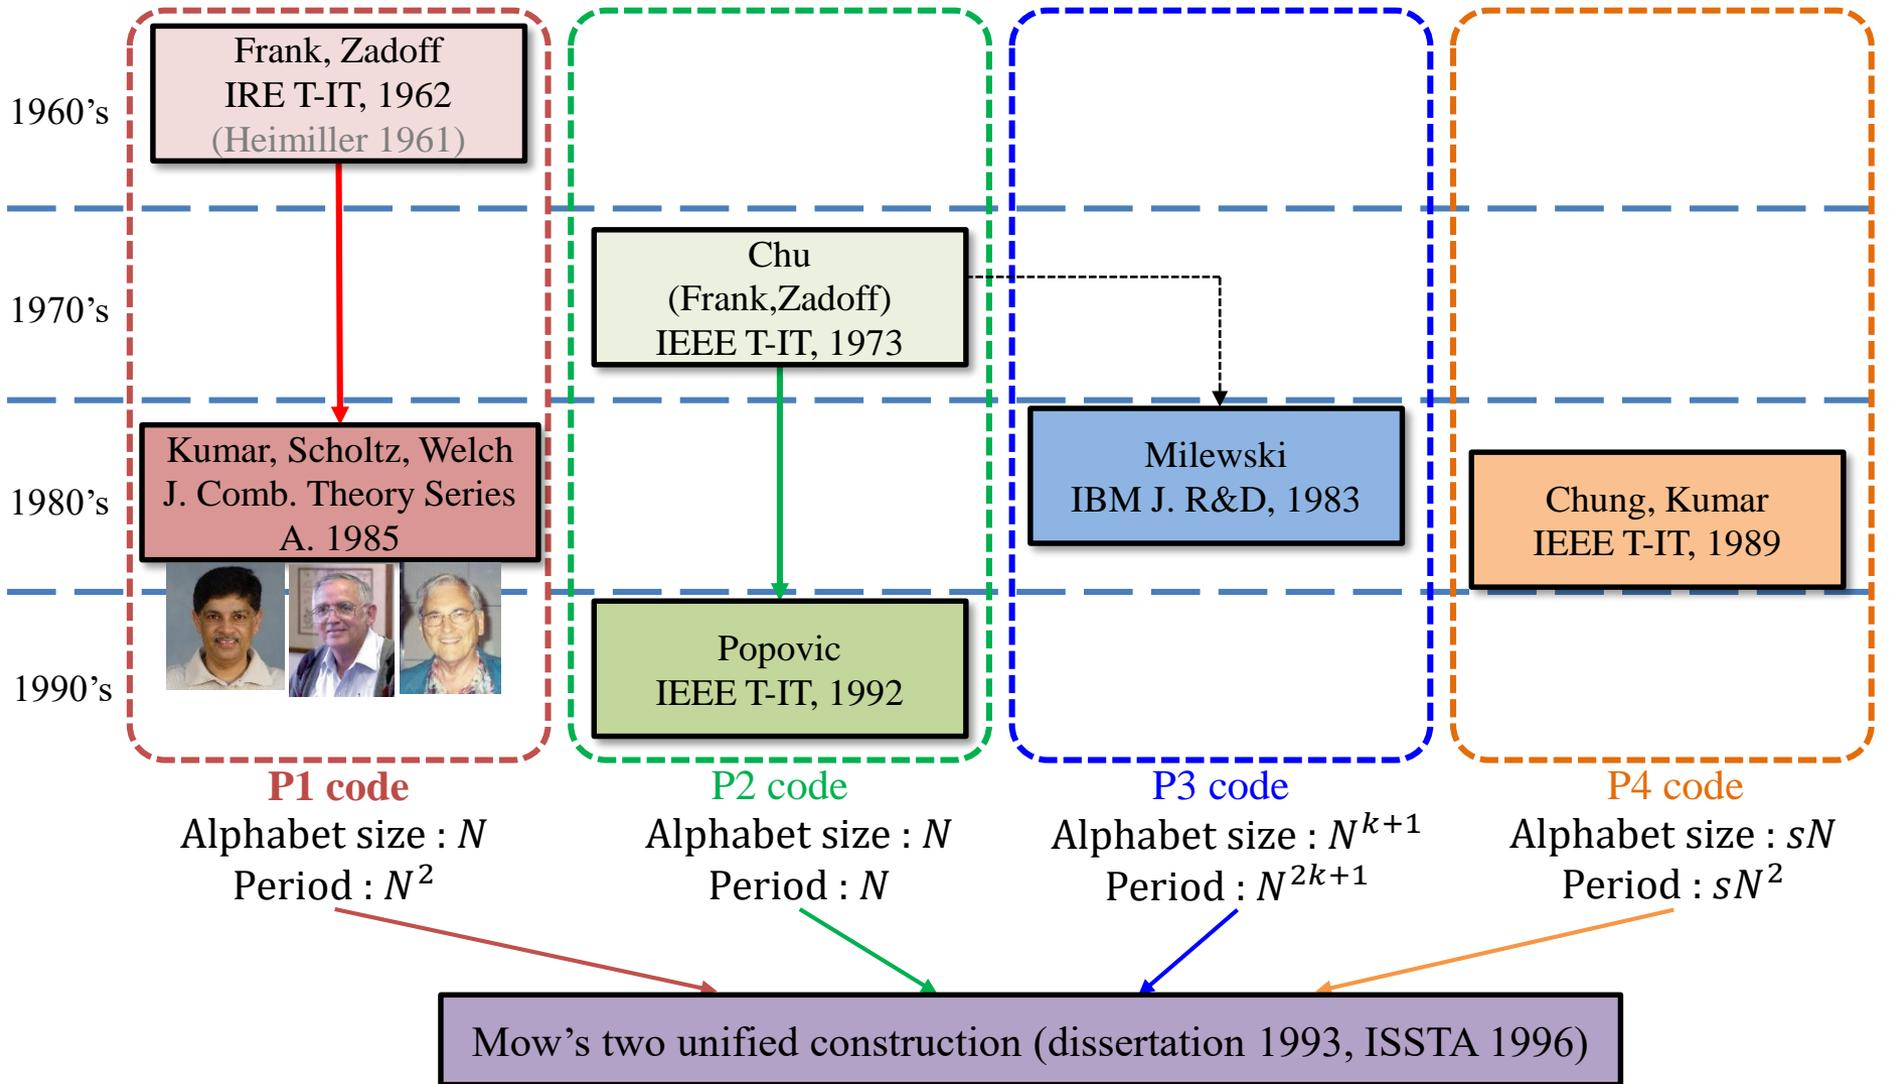 1960’s
Frank, Zadoff
IRE T-IT, 1962
(Heimiller 1961)
1970’s
Chu
(Frank,Zadoff)
IEEE T-IT, 1973
1980’s
Kumar, Scholtz, Welch
J. Comb. Theory Series
A. 1985
Milewski
IBM J. R&D, 1983
Chung, Kumar
IEEE T-IT, 1989
1990’s
Popovic
IEEE T-IT, 1992
P1 code
Alphabet size : N
Period : N²
P2 code
Alphabet size : N
Period : N
P3 code
Alphabet size : N^{k+1}
Period : N^{2k+1}
P4 code
Alphabet size : sN
Period : sN²
Mow’s two unified construction (dissertation 1993, ISSTA 1996)